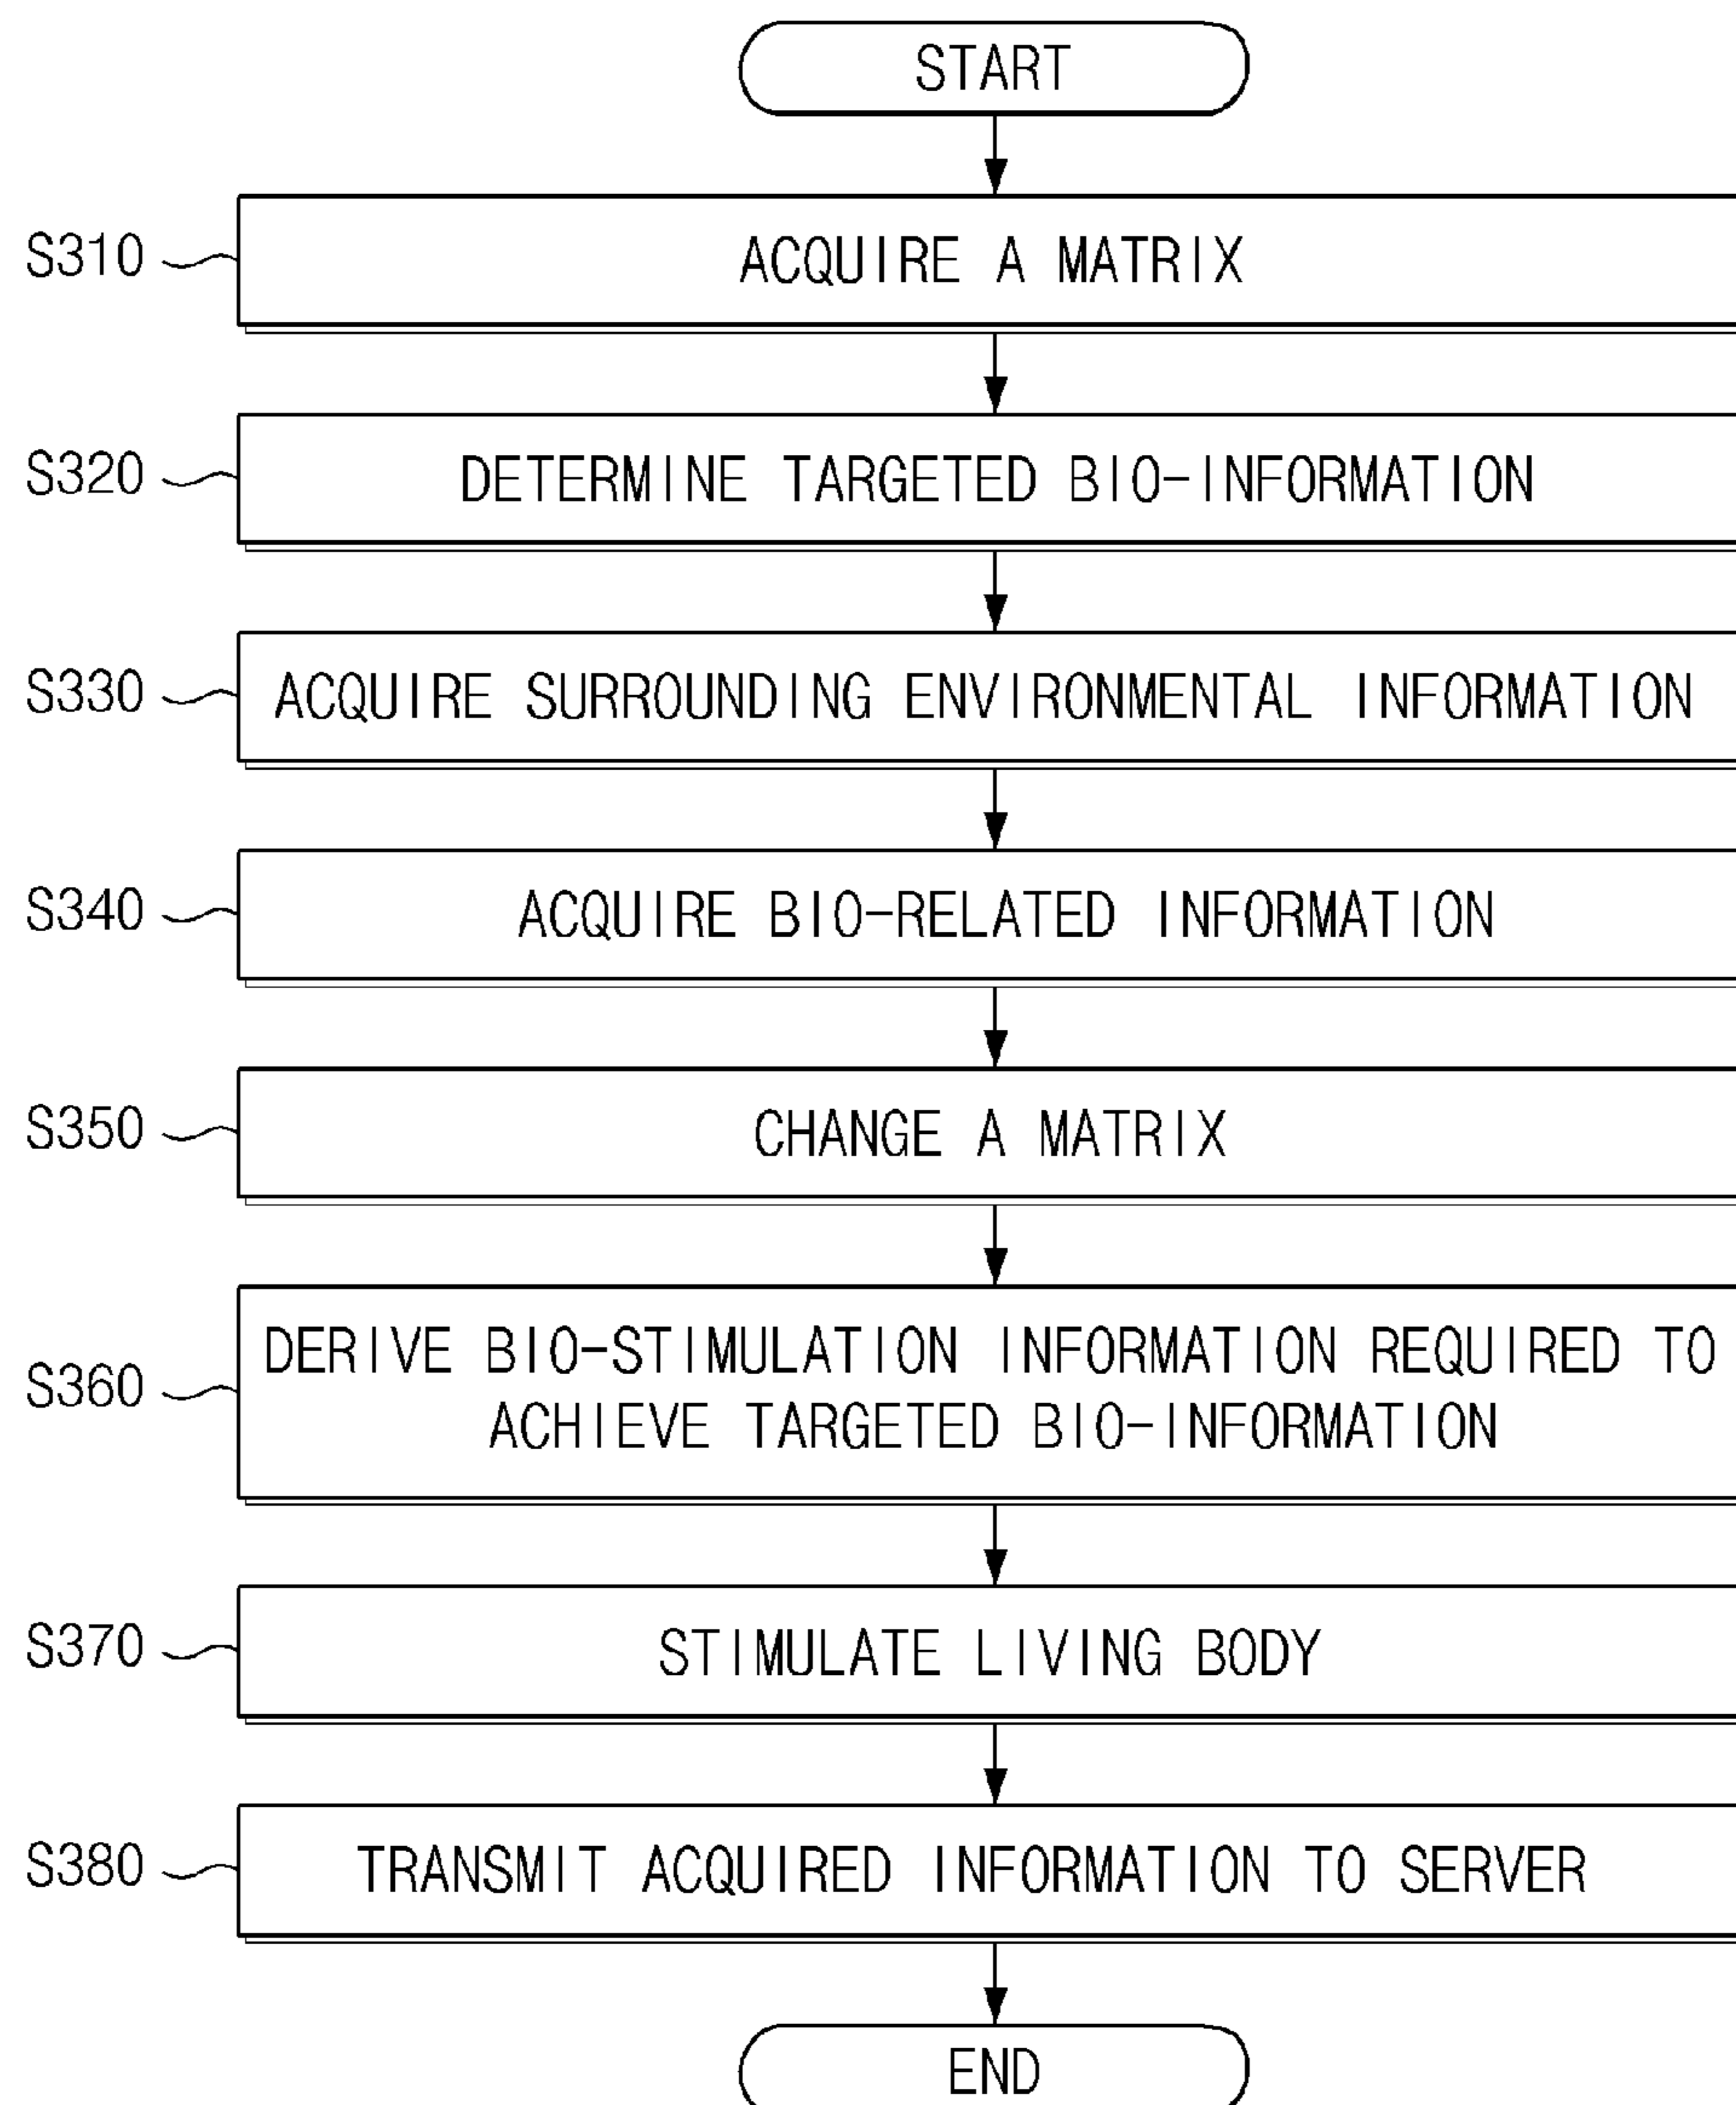 START
S310
ACQUIRE A MATRIX
S320
DETERMINE TARGETED BIO-INFORMATION
S330
ACQUIRE SURROUNDING ENVIRONMENTAL INFORMATION
S340
ACQUIRE BIO-RELATED INFORMATION
S350
CHANGE A MATRIX
S360
DERIVE BIO-STIMULATION INFORMATION REQUIRED TO
ACHIEVE TARGETED BIO-INFORMATION
S370
STIMULATE LIVING BODY
S380
TRANSMIT ACQUIRED INFORMATION TO SERVER
END